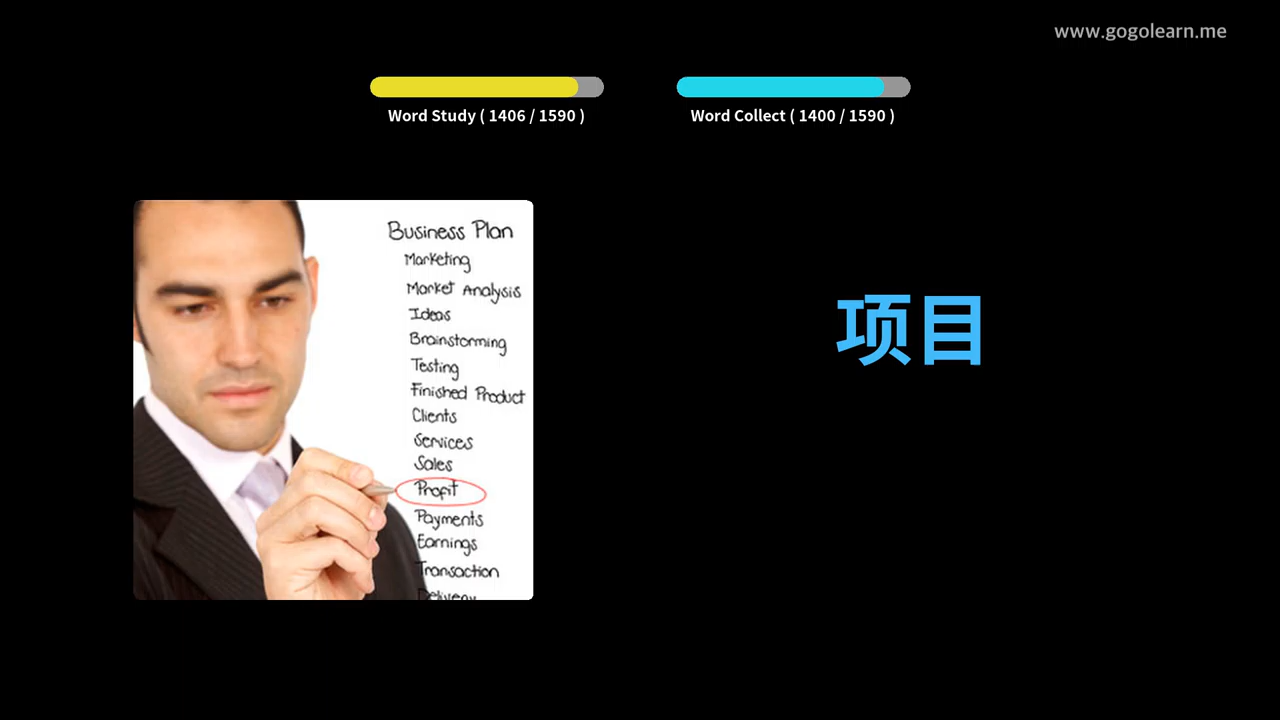 www.gogolearn.me
Word Study ( 1406 / 1590 )
Word Collect ( 1400 / 1590 )
Business Plan
Marketing
Market Analysis
Ideas
Brainstorming
Testing
Finished Product
Clients
Services
Sales
Profit
Payments
Earnings
Transaction
Delivery
项目